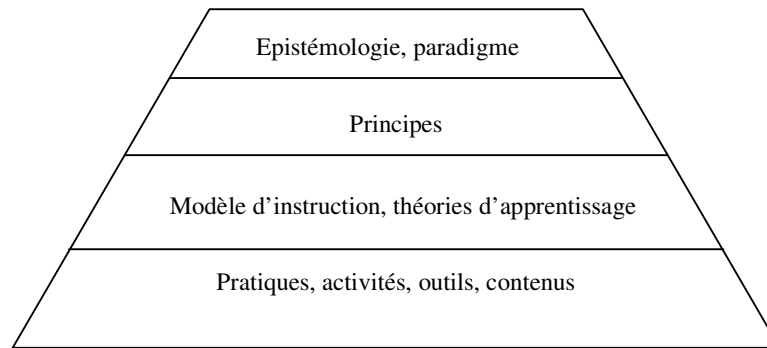 Epistémologie, paradigme
Principes
Modèle d’instruction, théories d’apprentissage
Pratiques, activités, outils, contenus